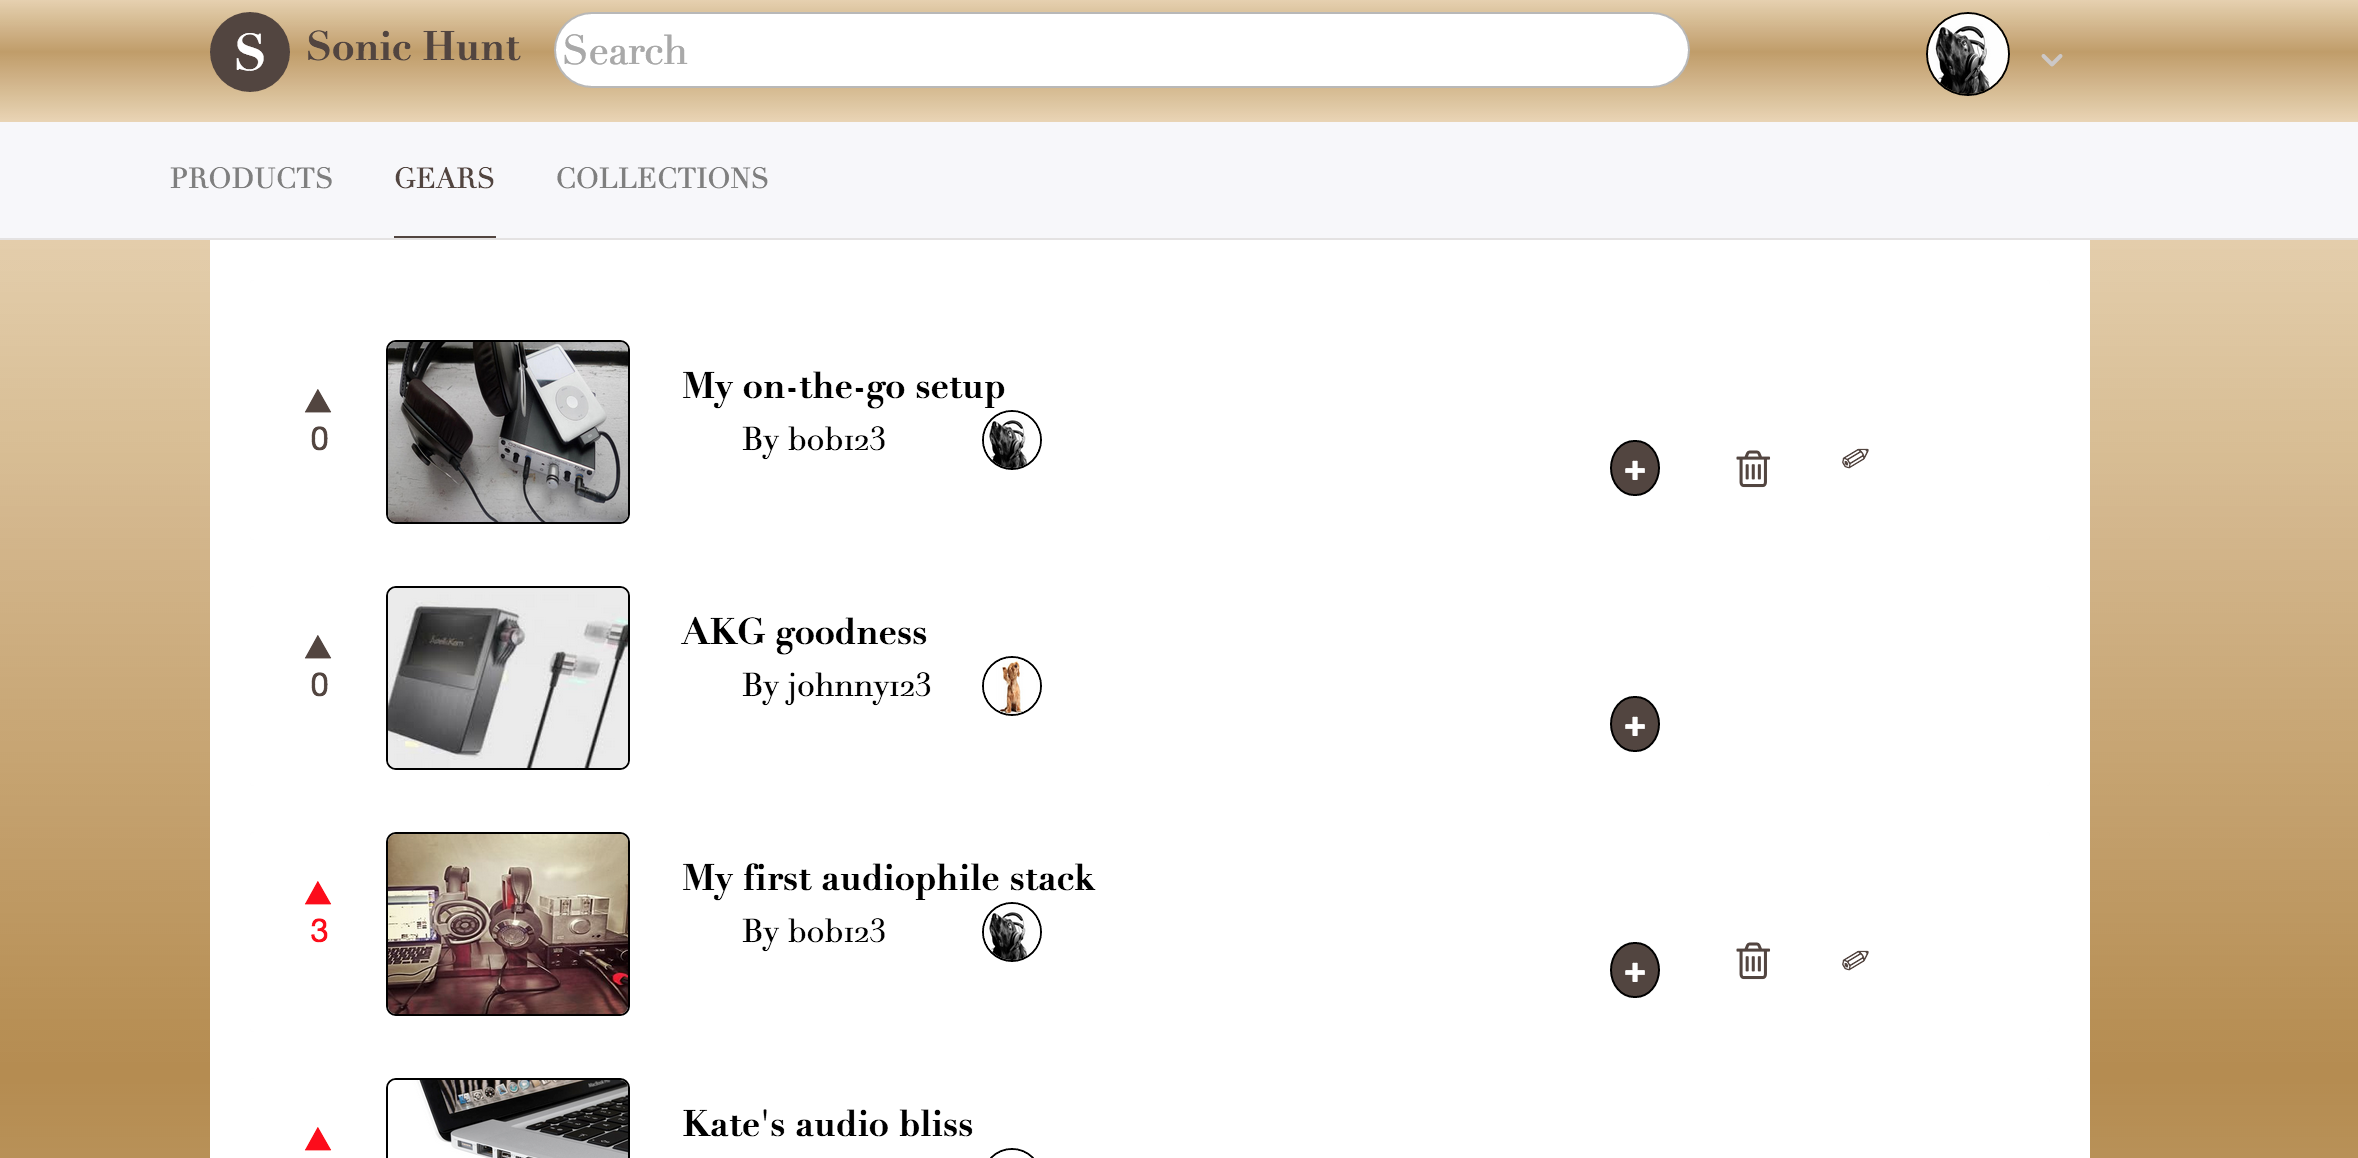 S Sonic Hunt Search
PRODUCTS GEARS COLLECTIONS
My on-the-go setup
0
By bob123
+
AKG goodness
0
By johnny123
+
My first audiophile stack
3
By bob123
+
Kate's audio bliss